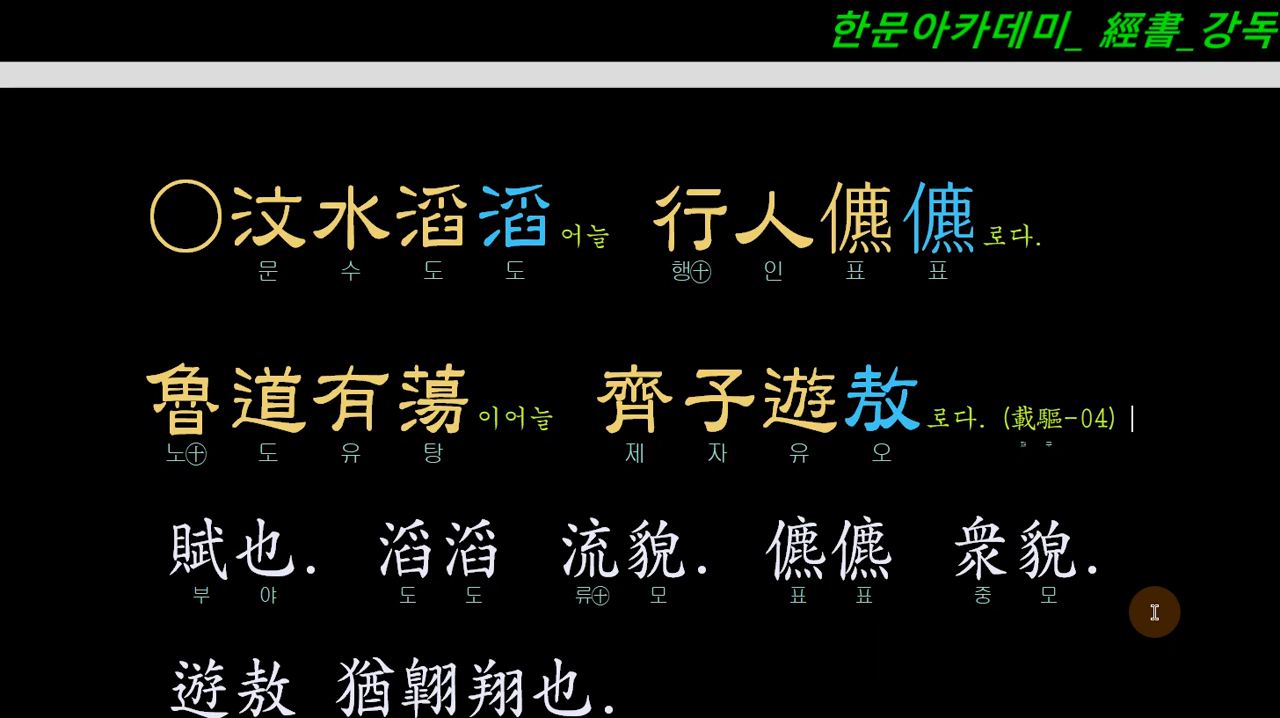 한문아카데미_ 經書_강독
〇汶水滔滔어늘 行人儦儦로다.
문 수 도 도 행㊉ 인 표 표
魯道有蕩이어늘 齊子遊敖로다. (載驅-04)
노㊉ 도 유 탕 제 자 유 오
賦也. 滔滔 流貌. 儦儦 衆貌.
부 야 도 도 류㊉ 모 표 표 중 모
遊敖 猶翺翔也.